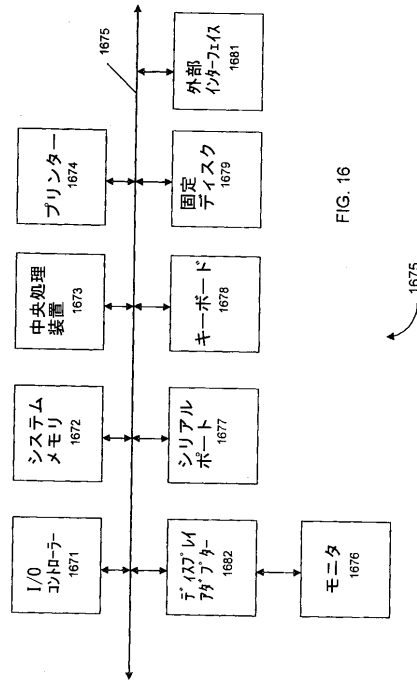 I/O
コントローラー
1671
システム
メモリ
1672
中央処理
装置
1673
プリンター
1674
1675
ディスプレイ
アダプター
1682
シリアル
ポート
1677
キーボード
1678
固定
ディスク
1679
外部
インターフェイス
1681
モニタ
1676
FIG. 16
1675